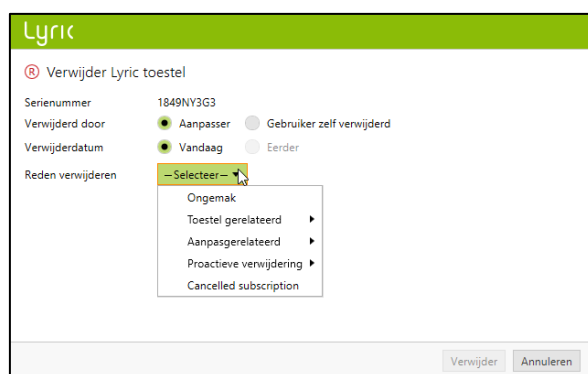 Lyric
R Verwijder Lyric toestel
Serienummer 1849NY3G3
Verwijderd door Aanpasser Gebruiker zelf verwijderd
Verwijderdatum Vandaag Eerder
Reden verwijderen —Selecteer—
Ongemak
Toestel gerelateerd
Aanpasgerelateerd
Proactieve verwijdering
Cancelled subscription
Verwijder Annuleren